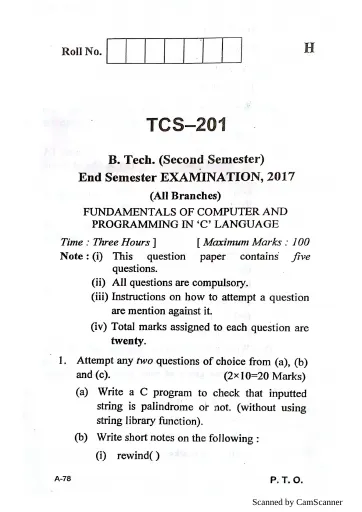 Roll No.
H
TCS–201
B. Tech. (Second Semester)
End Semester EXAMINATION, 2017
(All Branches)
FUNDAMENTALS OF COMPUTER AND
PROGRAMMING IN ‘C’ LANGUAGE
Time : Three Hours ] [ Maximum Marks : 100
Note : (i) This question paper contains five
questions.
(ii) All questions are compulsory.
(iii) Instructions on how to attempt a question
are mention against it.
(iv) Total marks assigned to each question are
twenty.
1. Attempt any two questions of choice from (a), (b)
and (c). (2×10=20 Marks)
(a) Write a C program to check that inputted
string is palindrome or not. (without using
string library function).
(b) Write short notes on the following :
(i) rewind( )
A-78 P. T. O.
Scanned by CamScanner